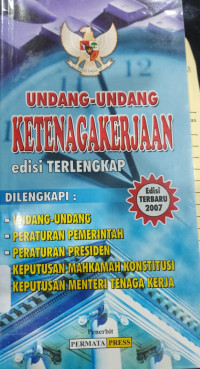 UNDANG-UNDANG
KETENAGAKERJAAN
edisi TERLENGKAP
DILENGKAPI :
- UNDANG-UNDANG
- PERATURAN PEMERINTAH
- PERATURAN PRESIDEN
- KEPUTUSAN MAHKAMAH KONSTITUSI
- KEPUTUSAN MENTERI TENAGA KERJA
Edisi
TERBARU
2007
Penerbit
PERMATA PRESS